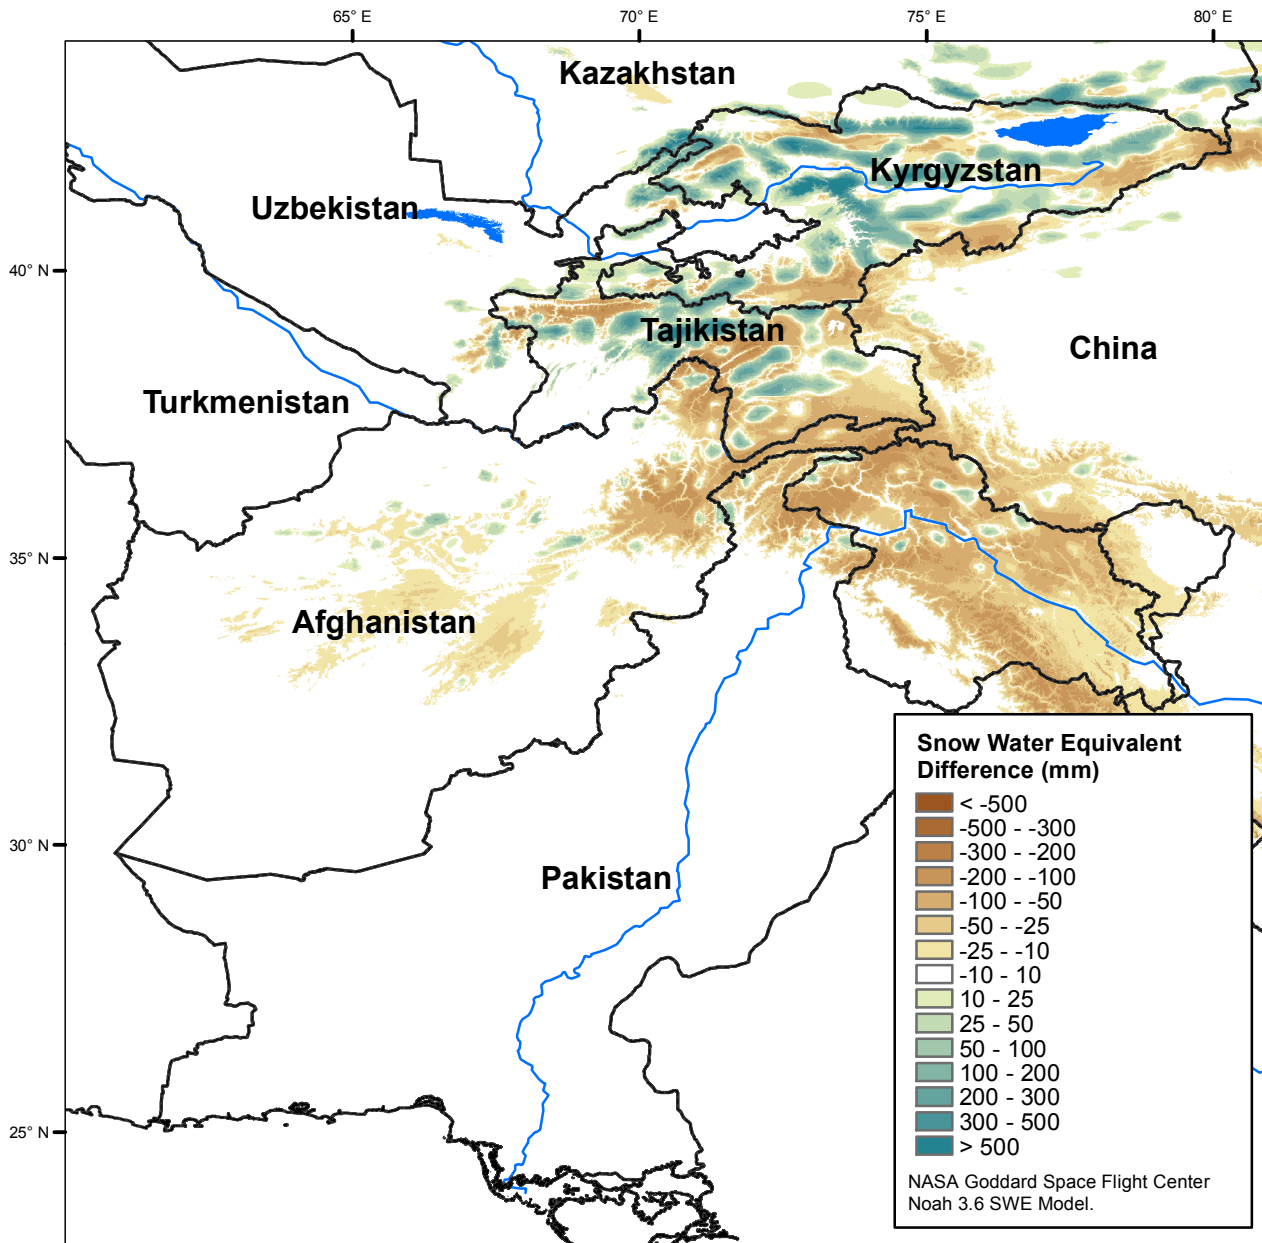 65° E
70° E
75° E
80° E
Kazakhstan
Kyrgyzstan
Uzbekistan
40° N
Tajikistan
China
Turkmenistan
35° N
Afghanistan
30° N
Pakistan
25° N
Snow Water Equivalent
Difference (mm)
< -500
-500 - -300
-300 - -200
-200 - -100
-100 - -50
-50 - -25
-25 - -10
-10 - 10
10 - 25
25 - 50
50 - 100
100 - 200
200 - 300
300 - 500
> 500
NASA Goddard Space Flight Center
Noah 3.6 SWE Model.